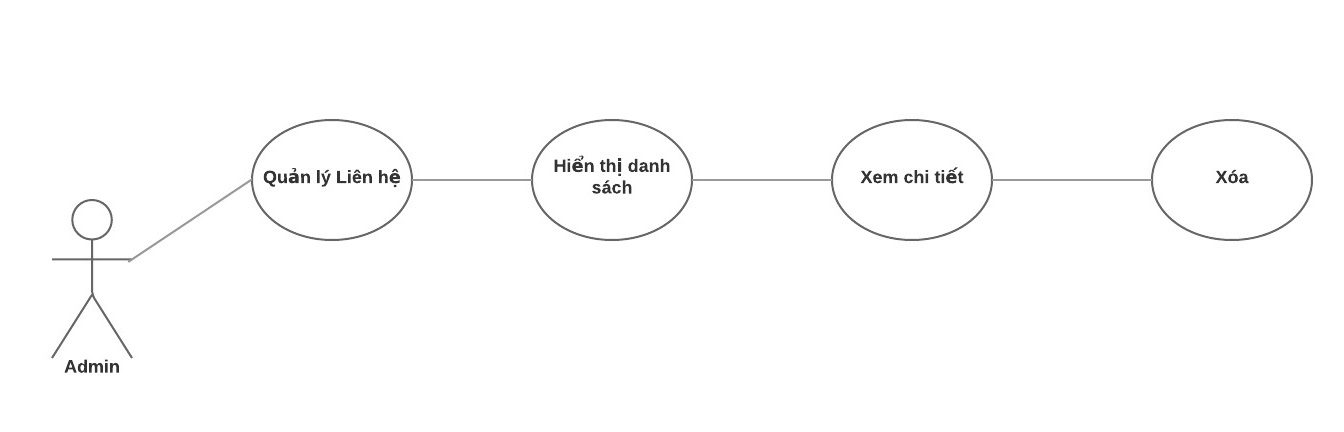 Quản lý Liên hệ
Hiển thị danh
sách
Xem chi tiết
Xóa
Admin